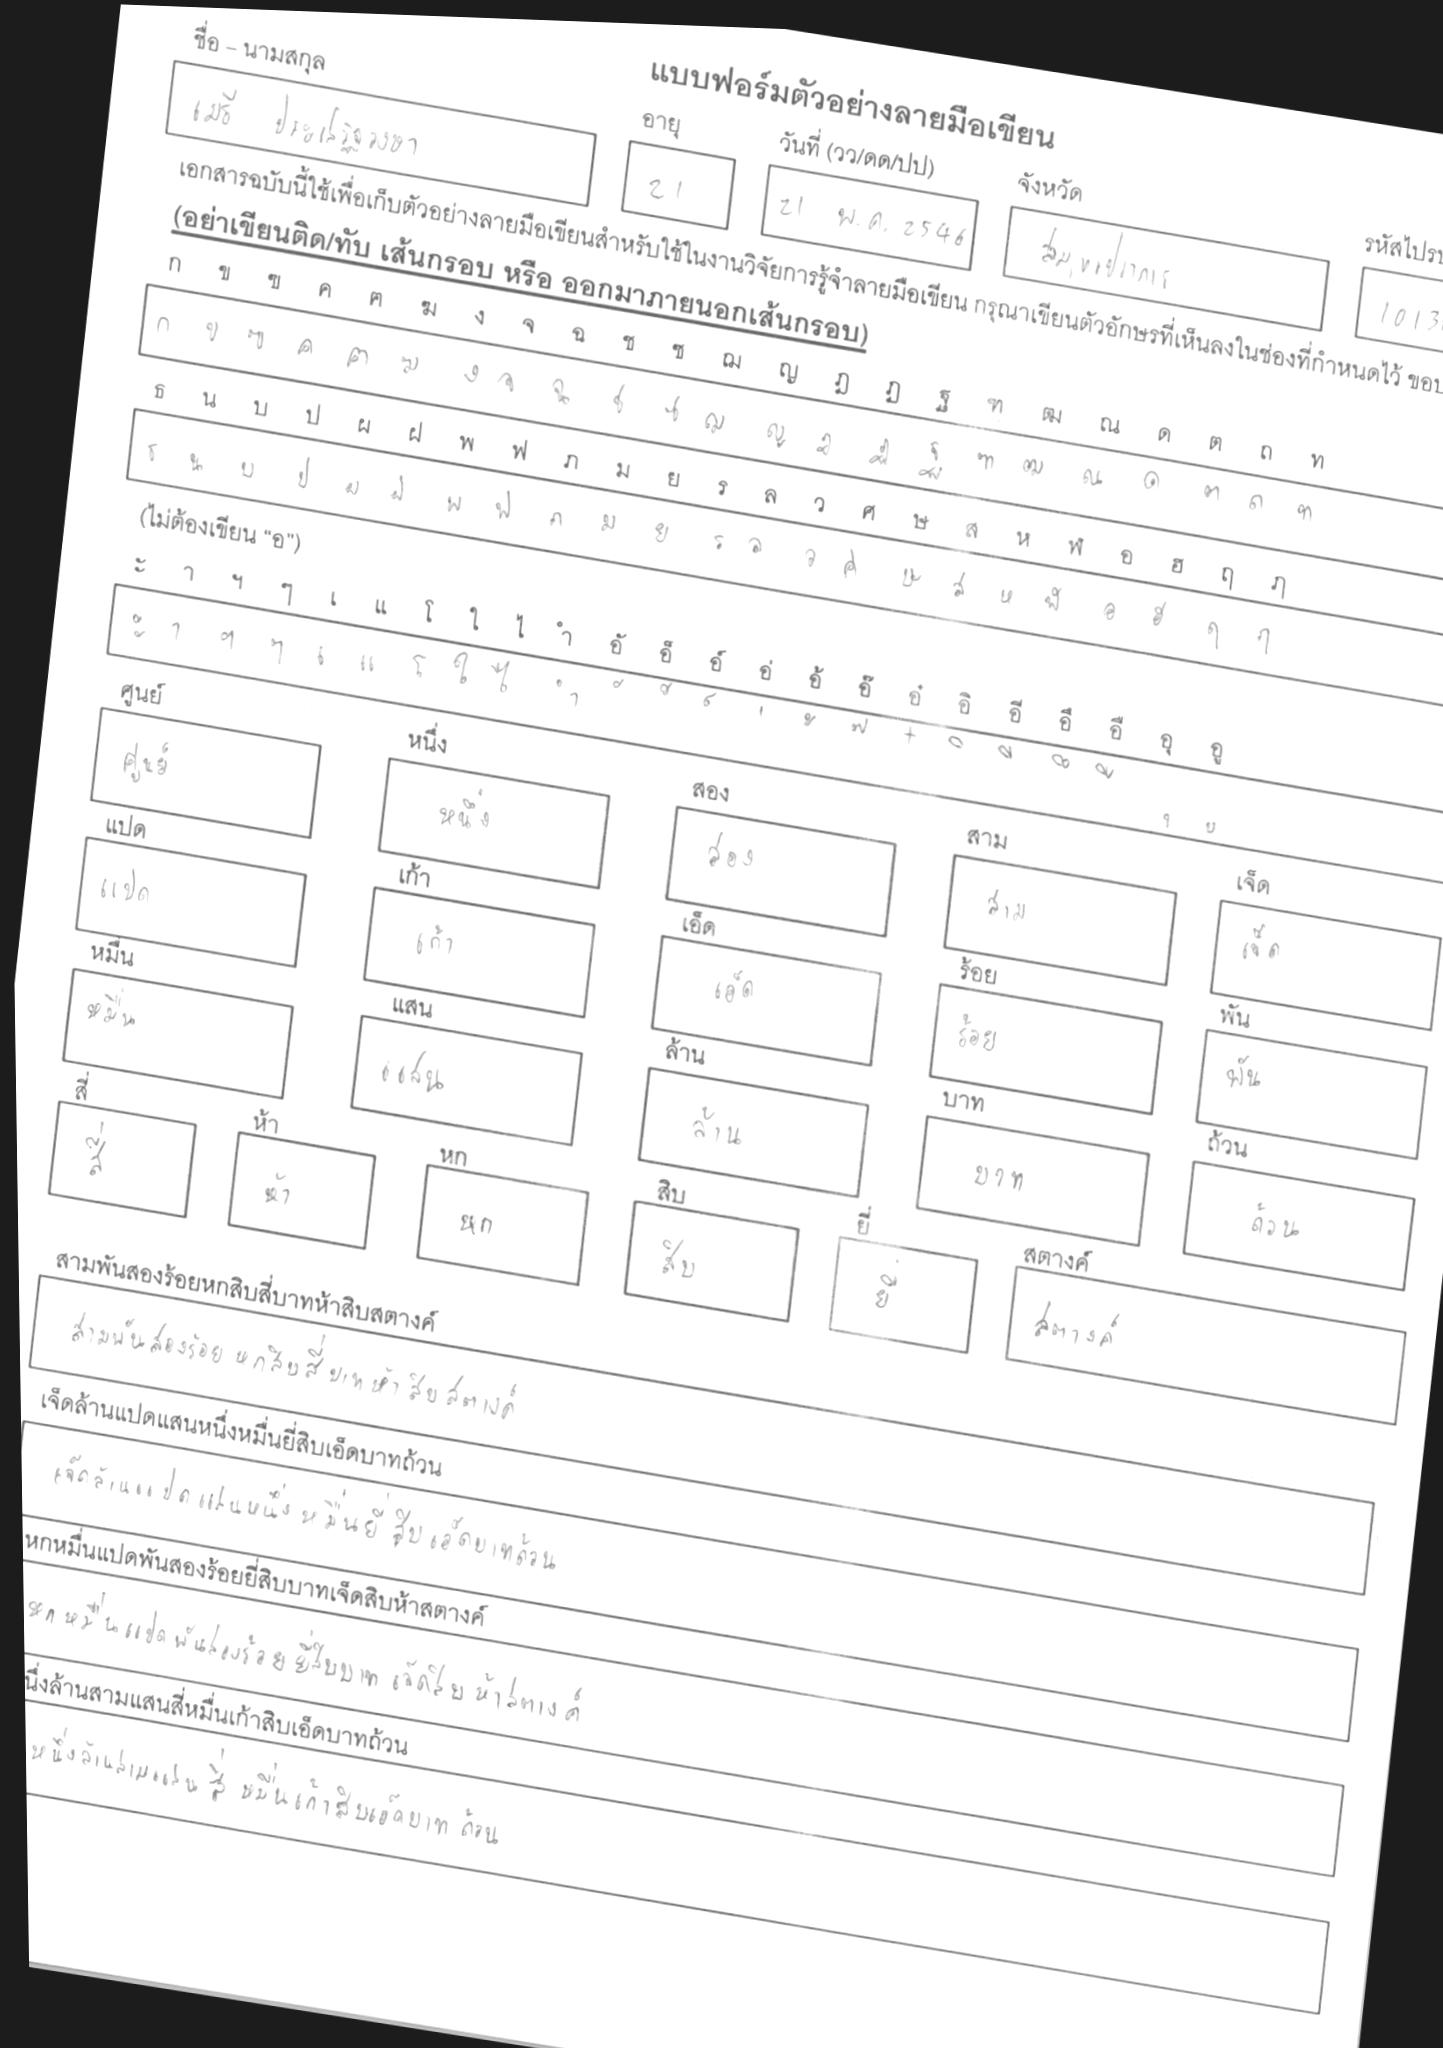 แบบฟอร์มตัวอย่างลายมือเขียน
ชื่อ – นามสกุล อายุ วันที่ (วว/ดด/ปป) จังหวัด
เมธี 21 21 พ.ค. 2546 สมุทรปราการ 1013
เอกสารฉบับนี้ใช้เพื่อเก็บตัวอย่างลายมือเขียนสำหรับใช้ในงานวิจัยการรู้จำลายมือเขียน กรุณาเขียนตัวอักษรที่เห็นลงในช่องที่กำหนดไว้
(อย่าเขียนติด/ทับ เส้นกรอบ หรือ ออกมาภายนอกเส้นกรอบ)
ก ข ฃ ค ฅ ฆ ง จ ฉ ช ซ ฌ ญ ฎ ฏ ฐ ฑ ฒ ณ ด ต ถ ท
ก ข ฃ ค ฅ ฆ ง จ ฉ ช ซ ฌ ญ ฎ ฏ ฐ ฑ ฒ ณ ด ต ถ ท
ธ น บ ป ผ ฝ พ ฟ ภ ม ย ร ล ว ศ ษ ส ห ฬ อ ฮ ฤ ฦ
ธ น บ ป ผ ฝ พ ฟ ภ ม ย ร ล ว ศ ษ ส ห ฬ อ ฮ ฤ ฦ
(ไม่ต้องเขียน "อ")
ะ า ฯ ๆ เ แ โ ใ ไ ำ อั อ็ อ์ อ่ อ้ อ๊ อ๋ อิ อี อึ อื อุ อู
ะ า ฯ ๆ เ แ โ ใ ไ ำ ั ็ ์ ่ ้ ๊ ๋ ิ ี ึ ื ุ ู
ศูนย์ หนึ่ง สอง สาม เจ็ด
ศูนย์ หนึ่ง สอง สาม เจ็ด
แปด เก้า เอ็ด ร้อย พัน
แปด เก้า เอ็ด ร้อย พัน
หมื่น แสน ล้าน บาท ถ้วน
หมื่น แสน ล้าน บาท ถ้วน
สี่ ห้า หก สิบ ยี่ สตางค์
สี่ ห้า หก สิบ ยี่ สตางค์
สามพันสองร้อยหกสิบสี่บาทห้าสิบสตางค์
สามพันสองร้อย หกสิบสี่บาทห้าสิบสตางค์
เจ็ดล้านแปดแสนหนึ่งหมื่นยี่สิบเอ็ดบาทถ้วน
เจ็ดล้านแปดแสนหนึ่งหมื่นยี่สิบเอ็ดบาทถ้วน
หกหมื่นแปดพันสองร้อยยี่สิบบาทเจ็ดสิบห้าสตางค์
หกหมื่นแปดพันสองร้อยยี่สิบบาท เจ็ดสิบห้าสตางค์
นึ่งล้านสามแสนสี่หมื่นเก้าสิบเอ็ดบาทถ้วน
หนึ่งล้านสามแสนสี่ หมื่นเก้าสิบเอ็ดบาท ถ้วน